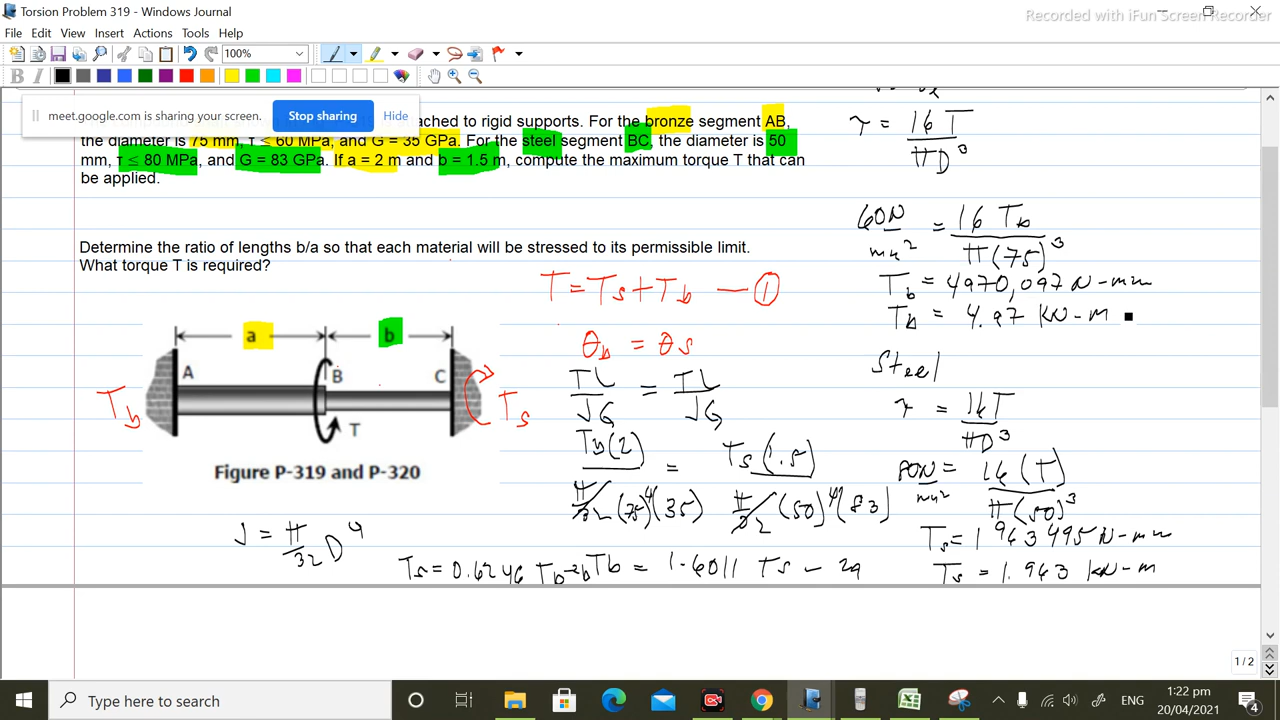 Torsion Problem 319 - Windows Journal
Recorded with iFun Screen Recorder
File Edit View Insert Actions Tools Help
100%
B I
meet.google.com is sharing your screen. Stop sharing Hide
ached to rigid supports. For the bronze segment AB,
the diameter is 75 mm, τ ≤ 60 MPa, and G = 35 GPa. For the steel segment BC, the diameter is 50
mm, τ ≤ 80 MPa, and G = 83 GPa. If a = 2 m and b = 1.5 m, compute the maximum torque T that can
be applied.
Determine the ratio of lengths b/a so that each material will be stressed to its permissible limit.
What torque T is required?
a b
A B C
T
Tb Ts
Figure P-319 and P-320
J = π/32 D⁴
T = Ts + Tb — ①
θb = θs
TL/JG = TL/JG
Tb(2) / π/32 (75)⁴(35) = Ts(1.5) / π/32 (50)⁴(83)
Ts = 0.6246 Tb -2b Tb = 1.6011 Ts - 2a
τ = 16T/πD³
60N/mm² = 16 Tb/π(75)³
Tb = 4970,097 N-mm
Tb = 4.97 kN-m
Steel
τ = 16T/πD³
80N/mm² = 16(T)/π(50)³
Ts = 1963495 N-mm
Ts = 1.963 kN-m
1/2
Type here to search
ENG
1:22 pm
20/04/2021
4